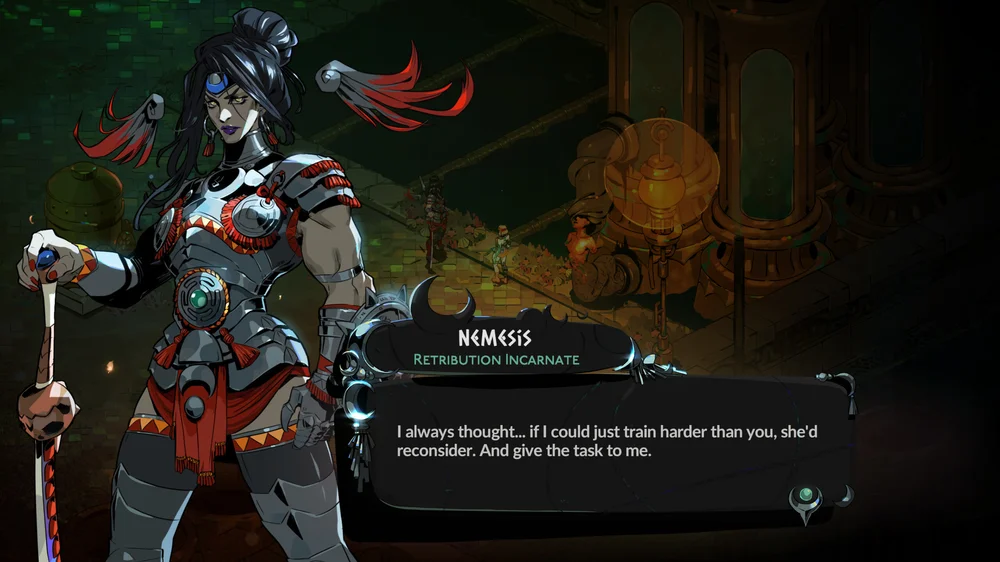 NEMESIS
RETRIBUTION INCARNATE
I always thought... if I could just train harder than you, she'd
reconsider. And give the task to me.